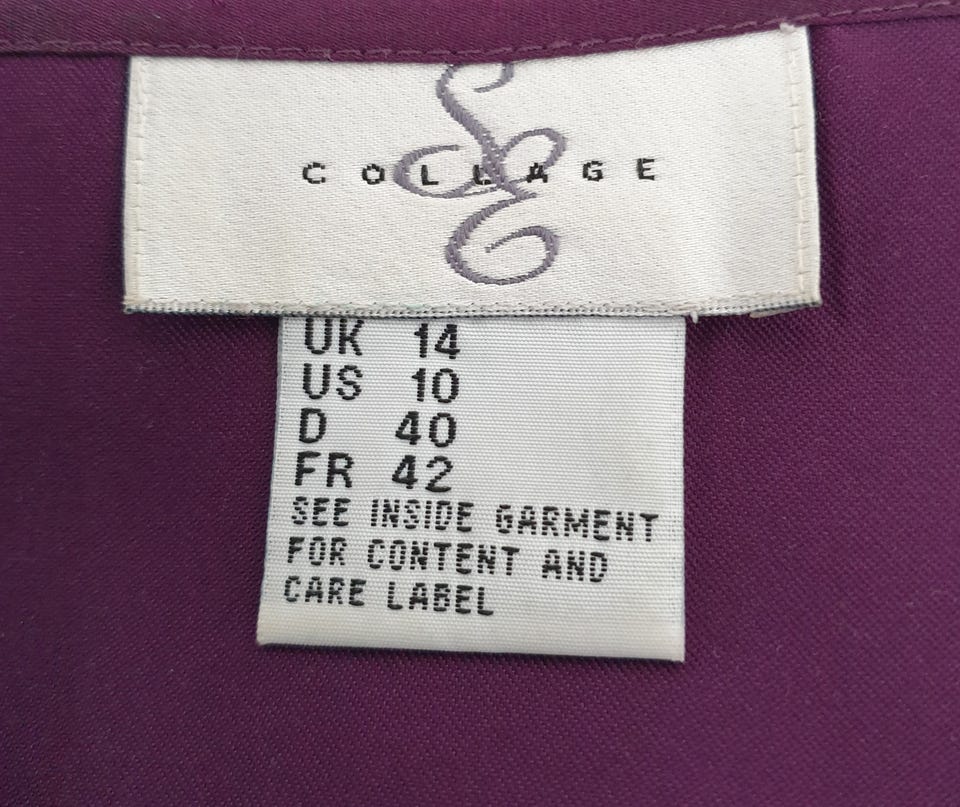 COLLAGE
UK 14
US 10
D 40
FR 42
SEE INSIDE GARMENT
FOR CONTENT AND
CARE LABEL